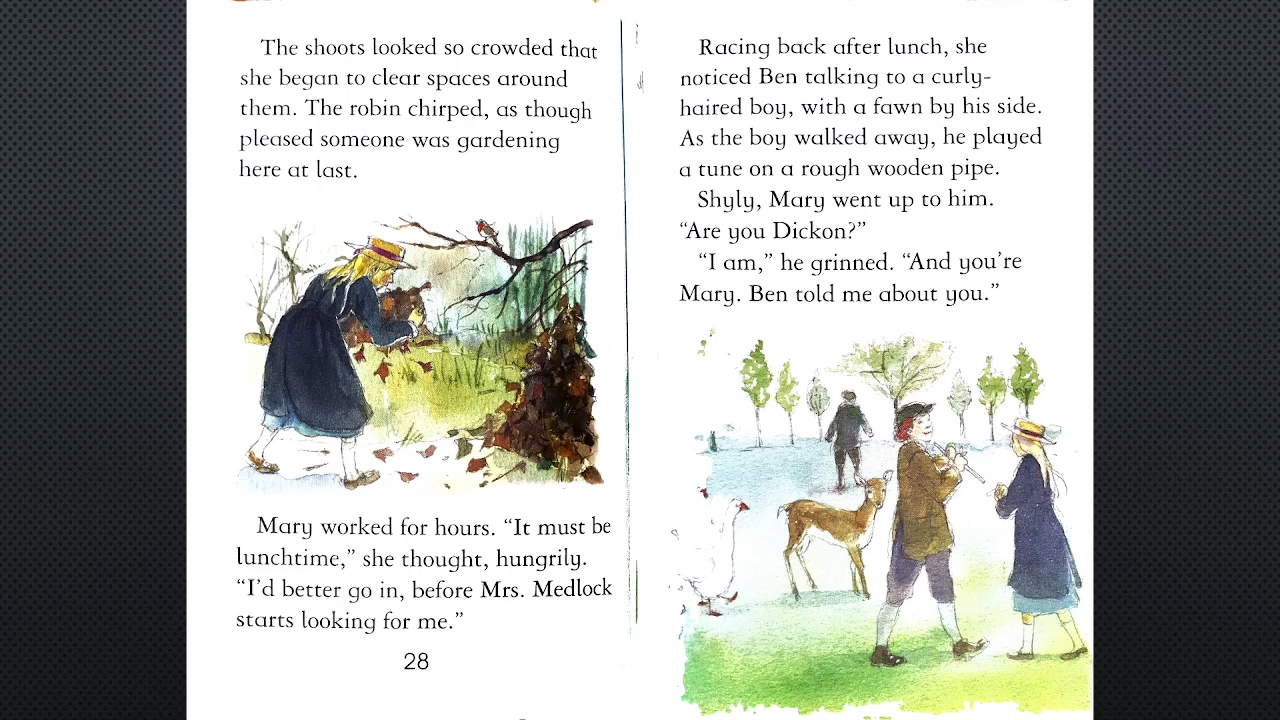 The shoots looked so crowded that
she began to clear spaces around
them. The robin chirped, as though
pleased someone was gardening
here at last.
Mary worked for hours. “It must be
lunchtime,” she thought, hungrily.
“I’d better go in, before Mrs. Medlock
starts looking for me.”
28
Racing back after lunch, she
noticed Ben talking to a curly-
haired boy, with a fawn by his side.
As the boy walked away, he played
a tune on a rough wooden pipe.
Shyly, Mary went up to him.
“Are you Dickon?”
“I am,” he grinned. “And you’re
Mary. Ben told me about you.”